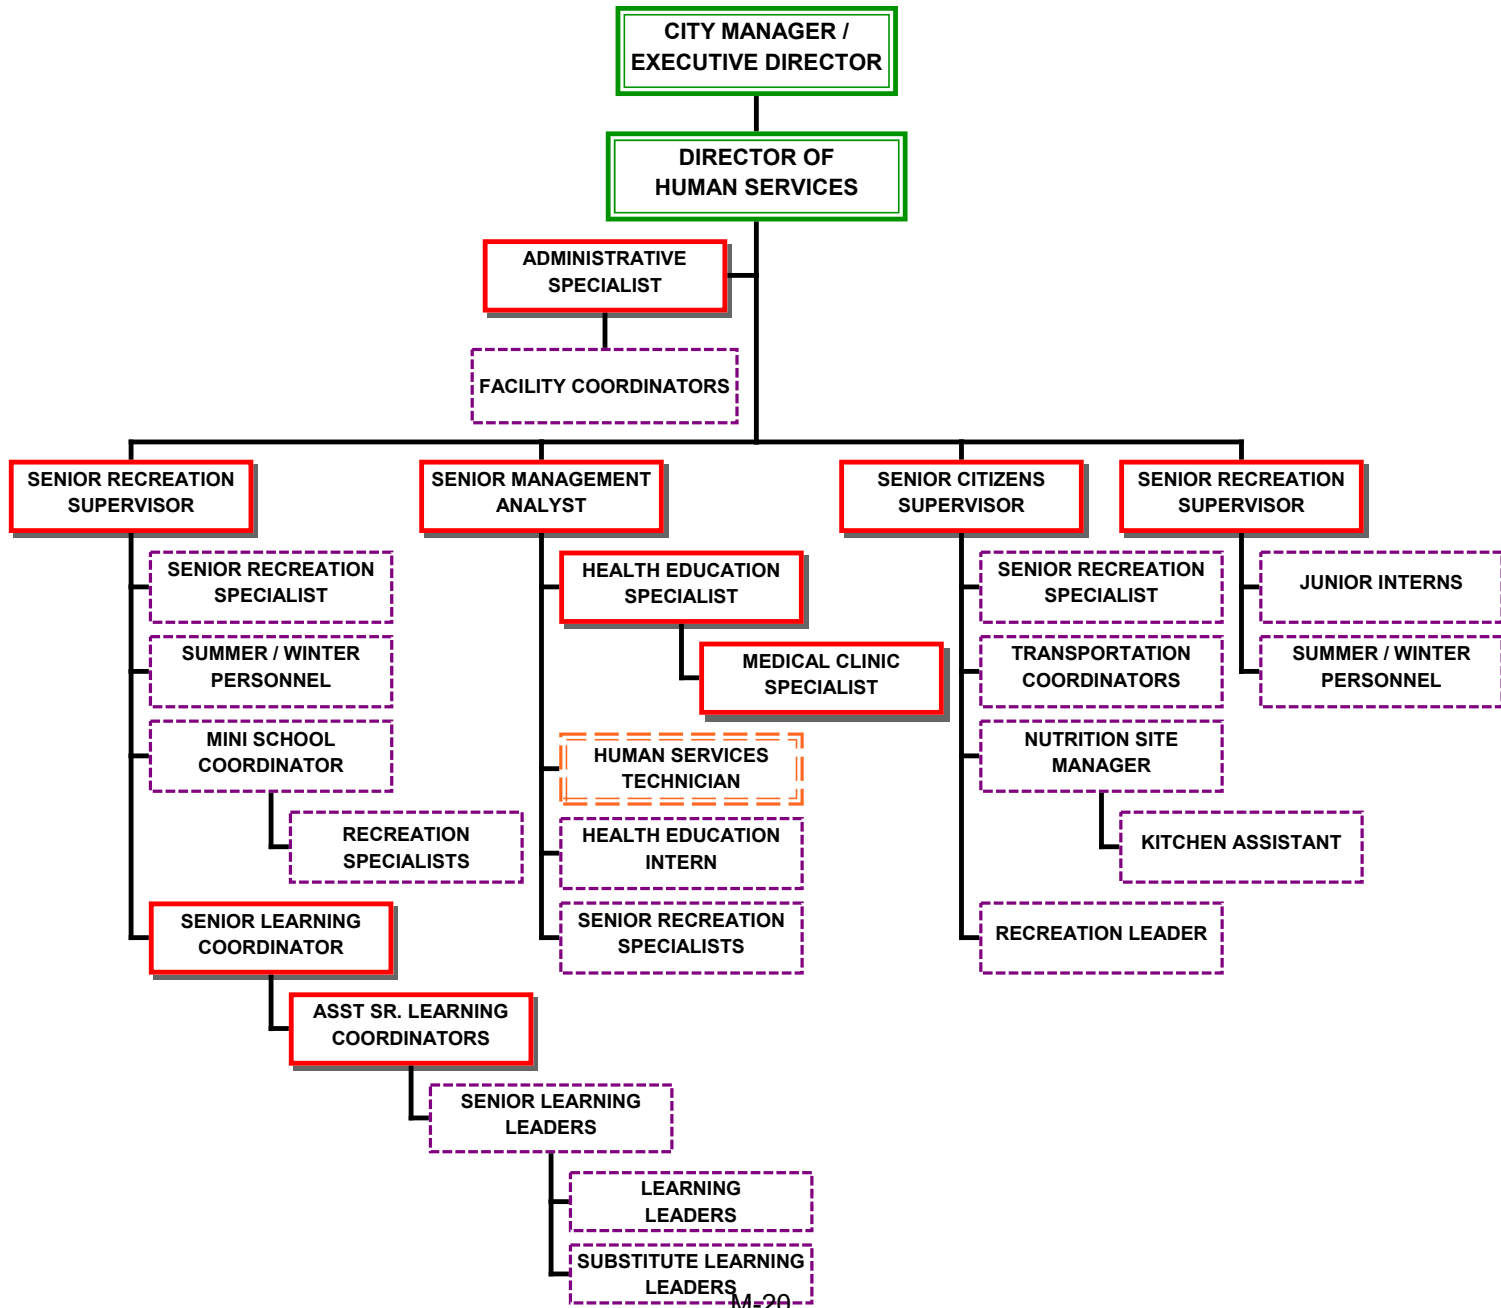 CITY MANAGER /
EXECUTIVE DIRECTOR
DIRECTOR OF
HUMAN SERVICES
ADMINISTRATIVE
SPECIALIST
FACILITY COORDINATORS
SENIOR RECREATION
SUPERVISOR
SENIOR RECREATION
SPECIALIST
SUMMER / WINTER
PERSONNEL
MINI SCHOOL
COORDINATOR
RECREATION
SPECIALISTS
SENIOR LEARNING
COORDINATOR
ASST SR. LEARNING
COORDINATORS
SENIOR LEARNING
LEADERS
LEARNING
LEADERS
SUBSTITUTE LEARNING
LEADERS
SENIOR MANAGEMENT
ANALYST
HEALTH EDUCATION
SPECIALIST
MEDICAL CLINIC
SPECIALIST
HUMAN SERVICES
TECHNICIAN
HEALTH EDUCATION
INTERN
SENIOR RECREATION
SPECIALISTS
SENIOR CITIZENS
SUPERVISOR
SENIOR RECREATION
SPECIALIST
TRANSPORTATION
COORDINATORS
NUTRITION SITE
MANAGER
KITCHEN ASSISTANT
RECREATION LEADER
SENIOR RECREATION
SUPERVISOR
JUNIOR INTERNS
SUMMER / WINTER
PERSONNEL
M-20